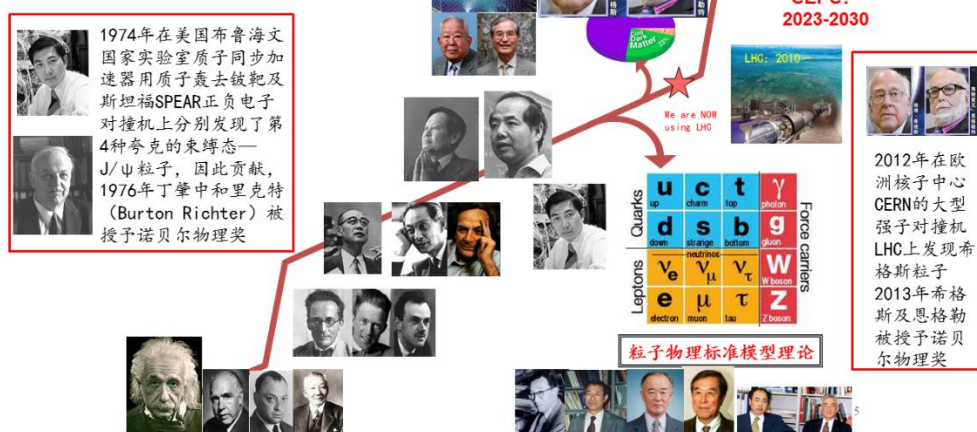 1974年在美国布鲁海文
国家实验室质子同步加
速器用质子轰去铍靶及
斯坦福SPEAR正负电子
对撞机上分别发现了第
4种夸克的束缚态—
J/ψ粒子，因此贡献，
1976年丁肇中和里克特
（Burton Richter）被
授予诺贝尔物理奖
格斯
勒特
Cold
Dark
Matter
23%
2023-2030
LHC: 2010—
We are NOW
using LHC
Quarks
u
up
c
charm
t
top
γ
photon
d
down
s
strange
b
bottom
g
gluon
Force carriers
Leptons
neutrinos
νe
νμ
ντ
W
W boson
e
electron
μ
muon
τ
tau
Z
Z boson
粒子物理标准模型理论
2012年在欧
洲核子中心
CERN的大型
强子对撞机
LHC上发现希
格斯粒子
2013年希格
斯及恩格勒
被授予诺贝
尔物理奖
5